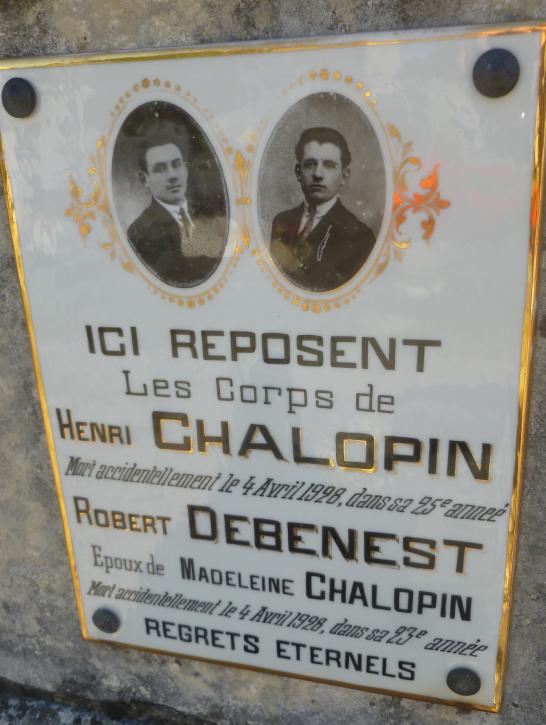 ICI REPOSENT
Les Corps de
HENRI CHALOPIN
Mort accidentellement le 4 Avril 1928, dans sa 25e anneé
ROBERT DEBENEST
Epoux de MADELEINE CHALOPIN
Mort accidentellement le 4 Avril 1928, dans sa 23e année
REGRETS ETERNELS